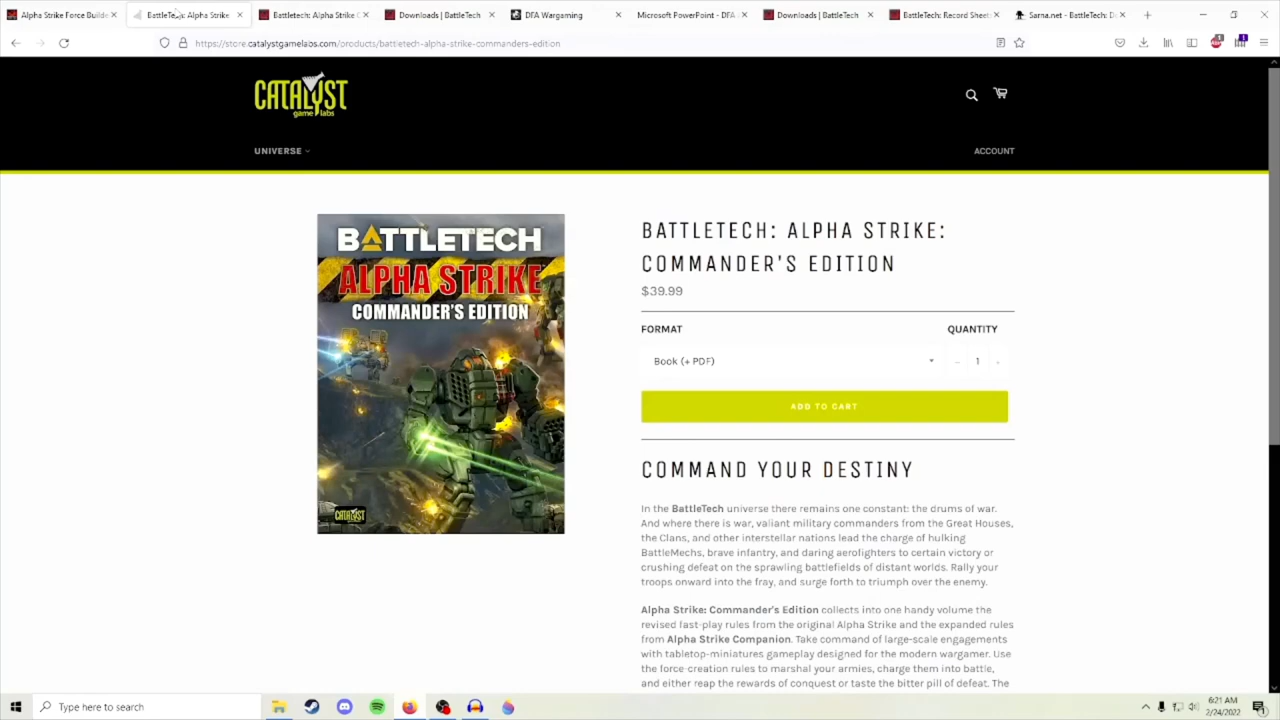 Alpha Strike Force Builde
BattleTech: Alpha Strike
Battletech: Alpha Strike C
Downloads | BattleTech
DFA Wargaming
Microsoft PowerPoint - DFA
Downloads | BattleTech
BattleTech: Record Sheet:
Sarna.net - BattleTech: D
https://store.catalystgamelabs.com/products/battletech-alpha-strike-commanders-edition
CATALYST
game labs
UNIVERSE
ACCOUNT
BATTLETECH
ALPHA STRIKE
COMMANDER'S EDITION
CATALYST
BATTLETECH: ALPHA STRIKE:
COMMANDER'S EDITION
$39.99
FORMAT
QUANTITY
Book (+ PDF)
1
ADD TO CART
COMMAND YOUR DESTINY
In the BattleTech universe there remains one constant: the drums of war.
And where there is war, valiant military commanders from the Great Houses,
the Clans, and other interstellar nations lead the charge of hulking
BattleMechs, brave infantry, and daring aerofighters to certain victory or
crushing defeat on the sprawling battlefields of distant worlds. Rally your
troops onward into the fray, and surge forth to triumph over the enemy.
Alpha Strike: Commander's Edition collects into one handy volume the
revised fast-play rules from the original Alpha Strike and the expanded rules
from Alpha Strike Companion. Take command of large-scale engagements
with tabletop-miniatures gameplay designed for the modern wargamer. Use
the force-creation rules to marshal your armies, charge them into battle,
and either reap the rewards of conquest or taste the bitter pill of defeat. The
Type here to search
6:21 AM
2/24/2022